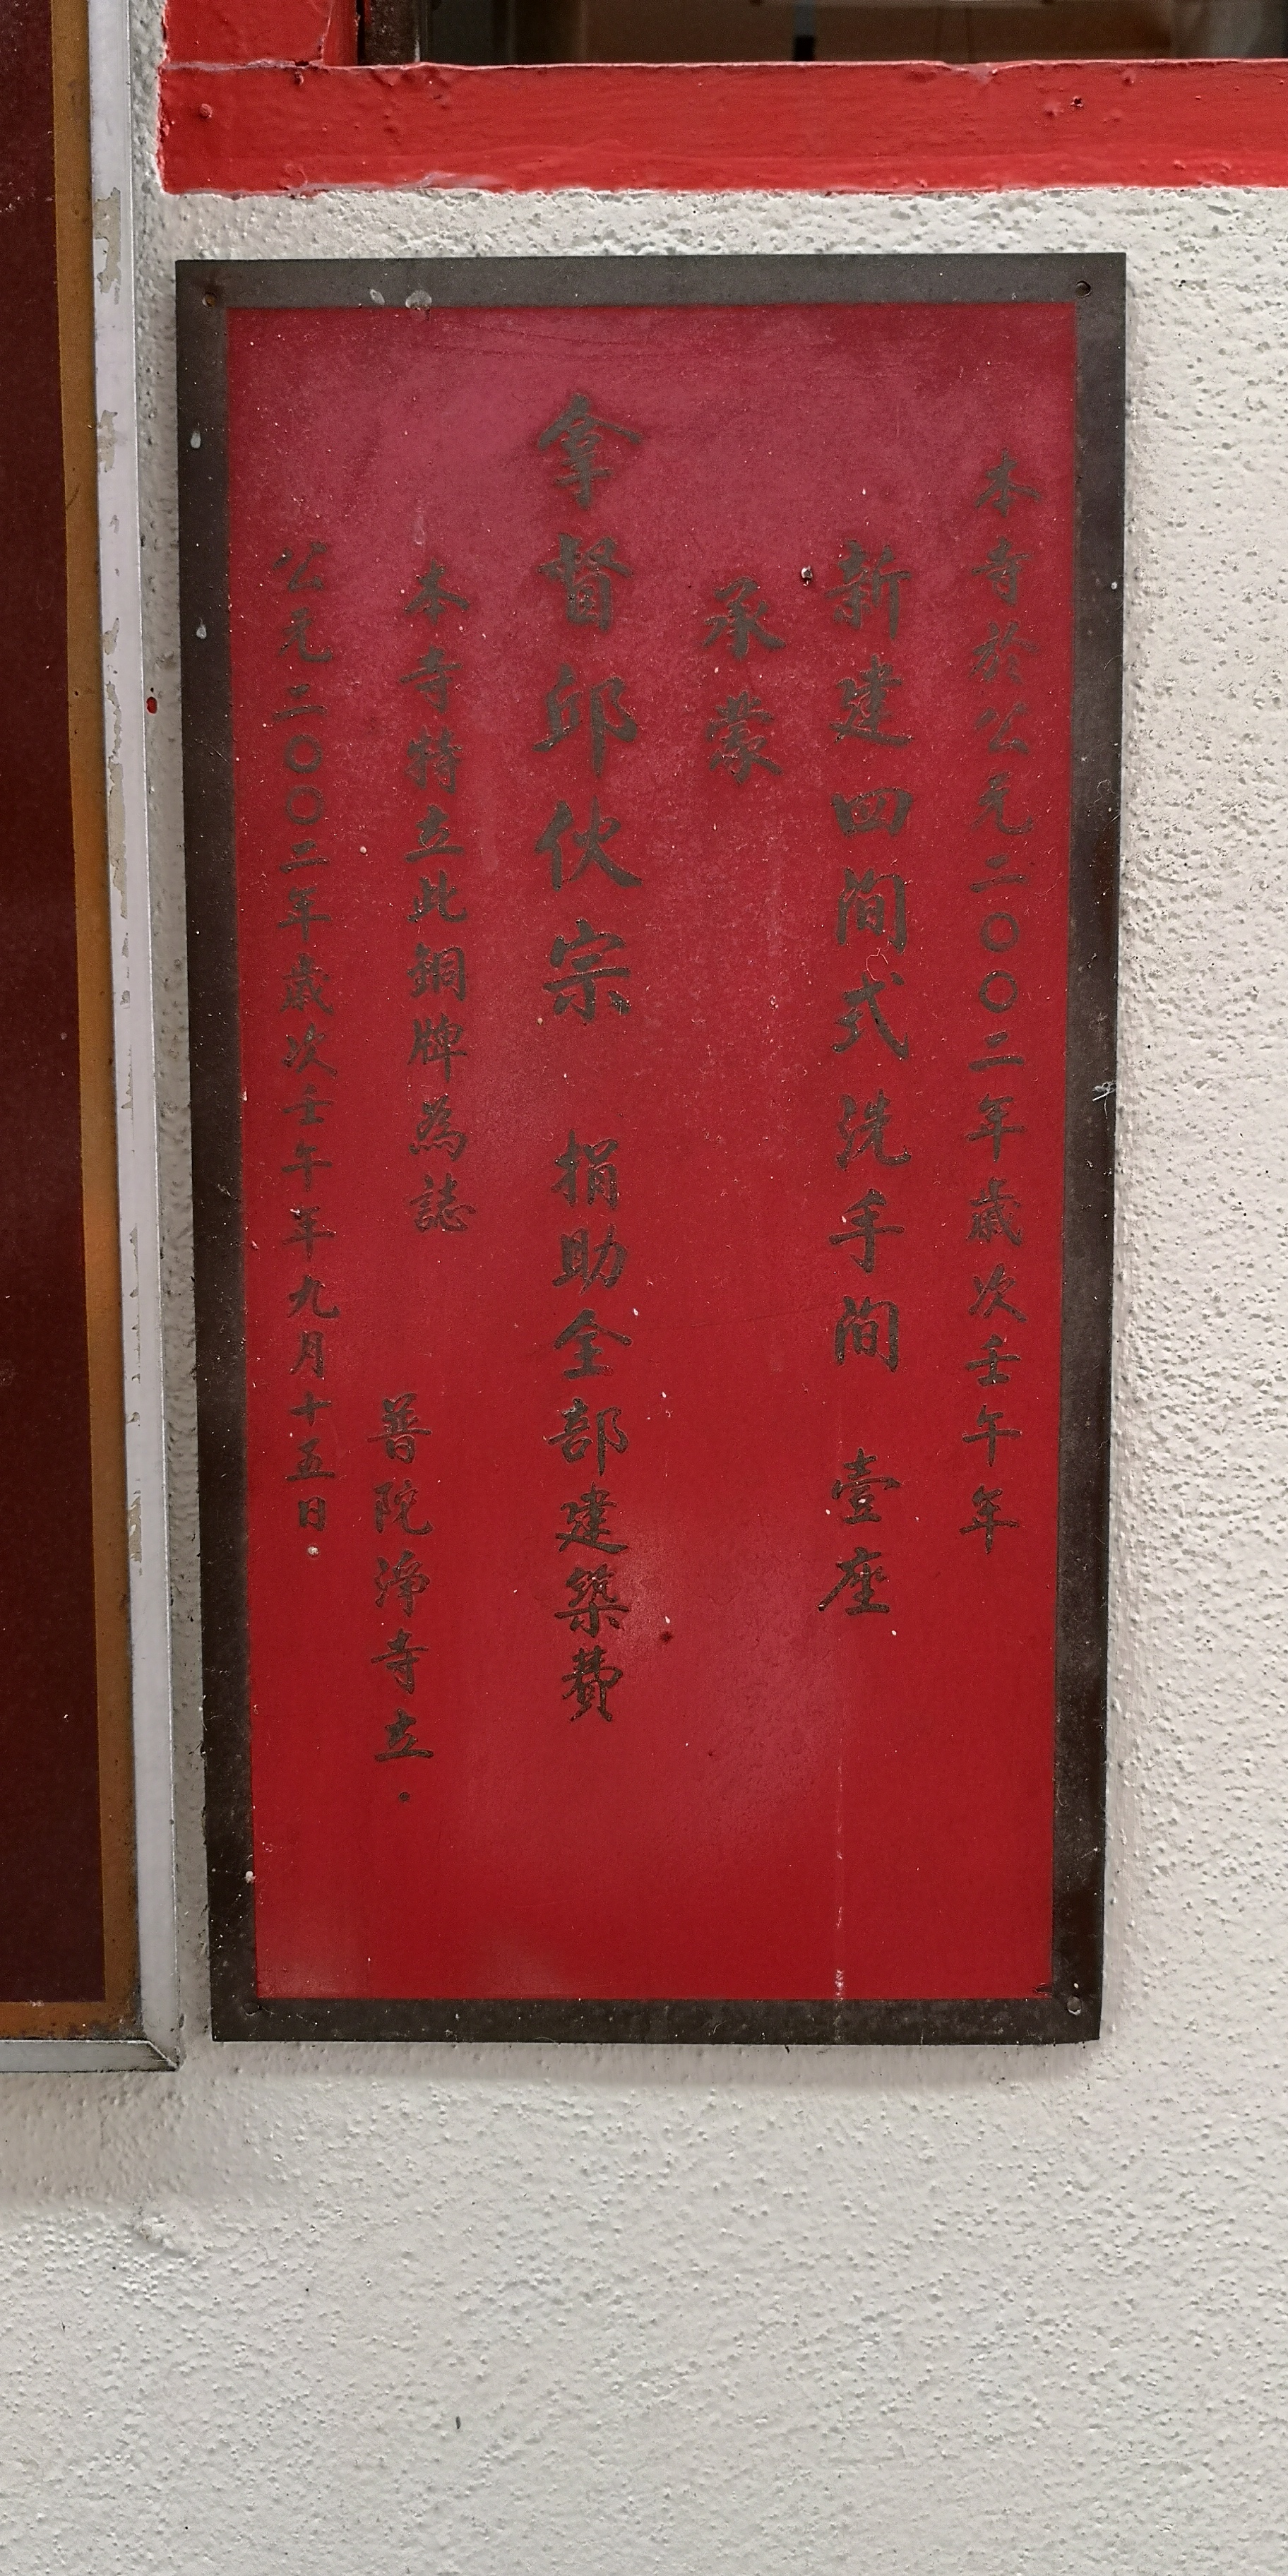 本寺於公元二〇〇二年歲次壬午年
新建四間式洗手間 壹座
承蒙
拿督邱伙宗 捐助全部建築費
本寺特立此銅牌為誌
普院淨寺立．
公元二〇〇二年歲次壬午年九月十五日．